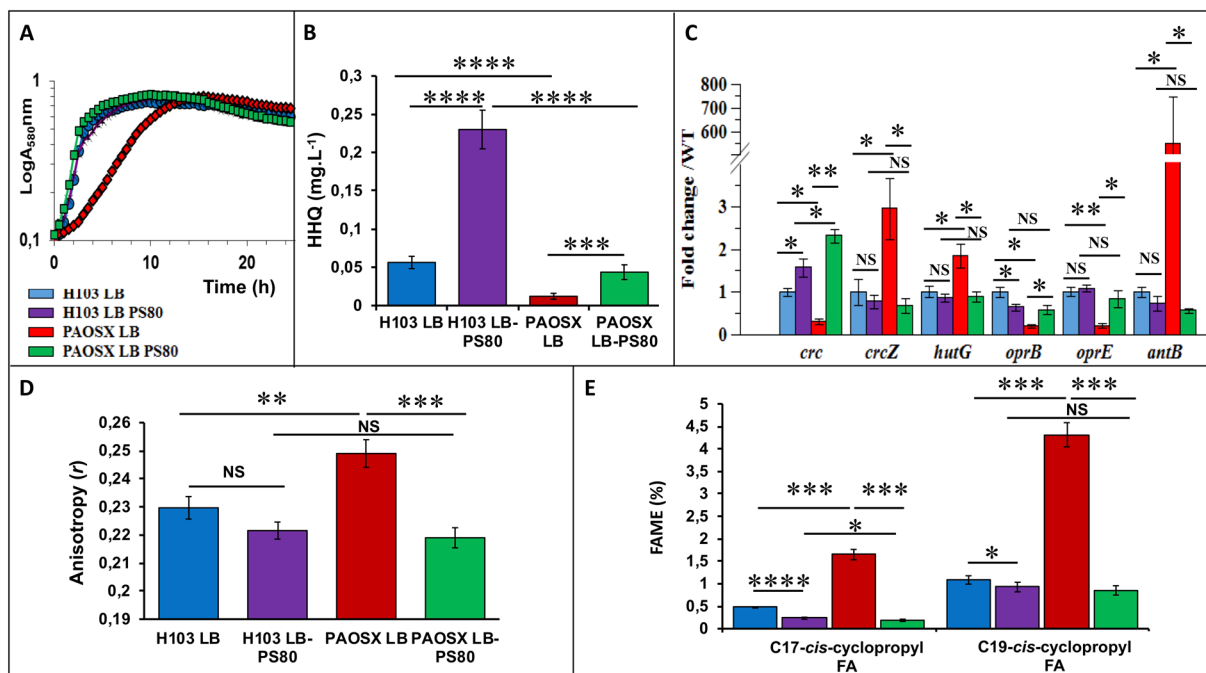 A
1
LogA580nm
0,1
0
10
20
Time (h)
H103 LB
H103 LB PS80
PAOSX LB
PAOSX LB PS80
B
0,3
0,25
0,2
0,15
0,1
0,05
0
HHQ (mg.L-1)
****
**** ****
***
H103 LB H103 LB-PS80 PAOSX LB PAOSX LB-PS80
C
800
700
600
3
2
1
0
Fold change /WT
** * * *
* * NS
* NS NS
* * * NS ** *
* NS
* * NS NS
NS NS NS
crc crcZ hutG oprB oprE antB
D
0,26
0,25
0,24
0,23
0,22
0,21
0,2
0,19
Anisotropy (r)
** ***
NS
NS
H103 LB H103 LB-PS80 PAOSX LB PAOSX LB-PS80
E
5
4,5
4
3,5
3
2,5
2
1,5
1
0,5
0
FAME (%)
*** ***
NS
*** ***
*
*
****
C17-cis-cyclopropyl FA
C19-cis-cyclopropyl FA